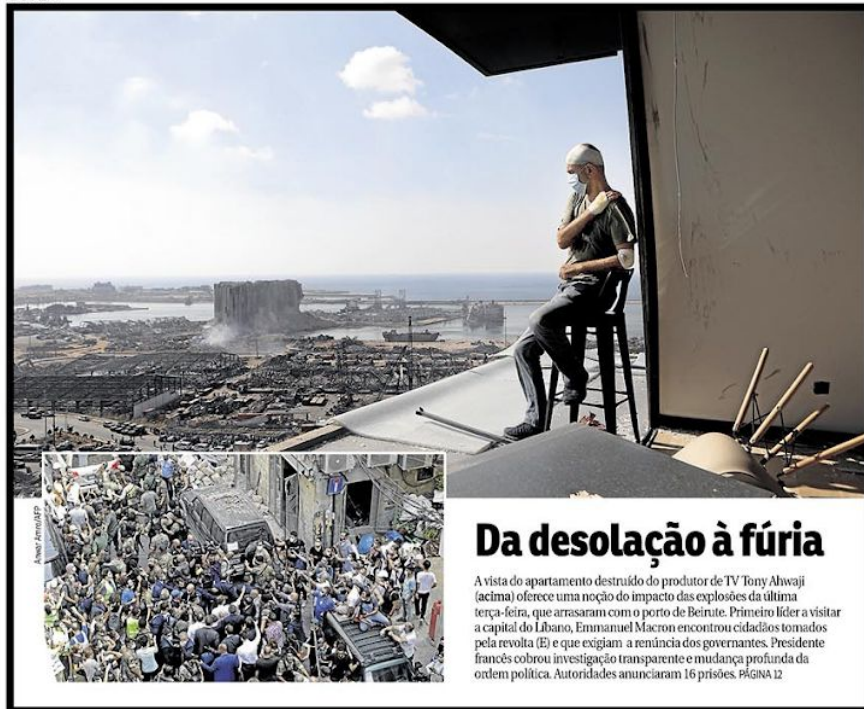 Anwar Amro/AFP
Da desolação à fúria
A vista do apartamento destruído do produtor de TV Tony Ahwaji
(acima) oferece uma noção do impacto das explosões da última
terça-feira, que arrasaram com o porto de Beirute. Primeiro líder a visitar
a capital do Líbano, Emmanuel Macron encontrou cidadãos tomados
pela revolta (E) e que exigiam a renúncia dos governantes. Presidente
francês cobrou investigação transparente e mudança profunda da
ordem política. Autoridades anunciaram 16 prisões. PÁGINA 12